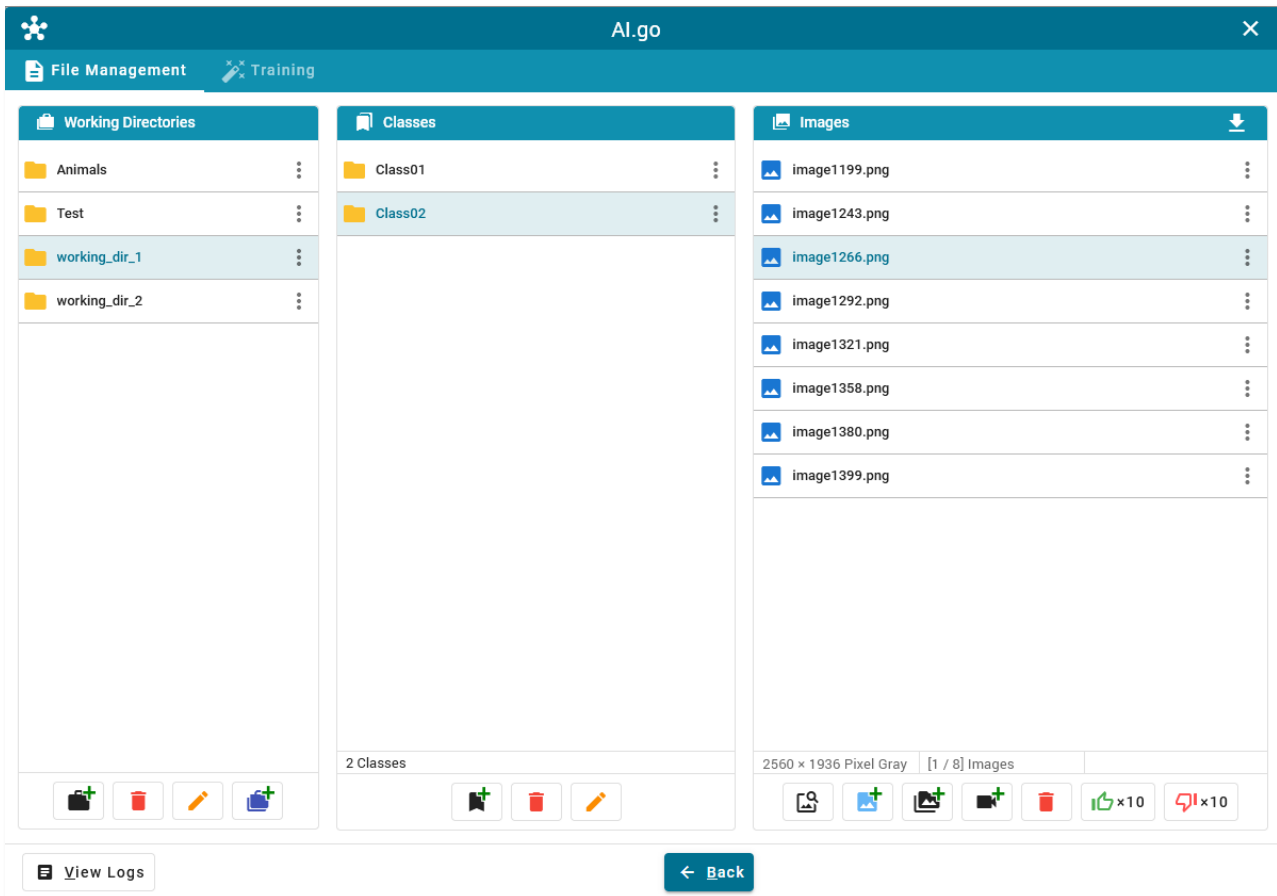 AI.go
File Management
Training
Working Directories
Animals
Test
working_dir_1
working_dir_2
Classes
Class01
Class02
2 Classes
Images
image1199.png
image1243.png
image1266.png
image1292.png
image1321.png
image1358.png
image1380.png
image1399.png
2560 × 1936 Pixel Gray [1 / 8] Images
×10 ×10
View Logs
Back